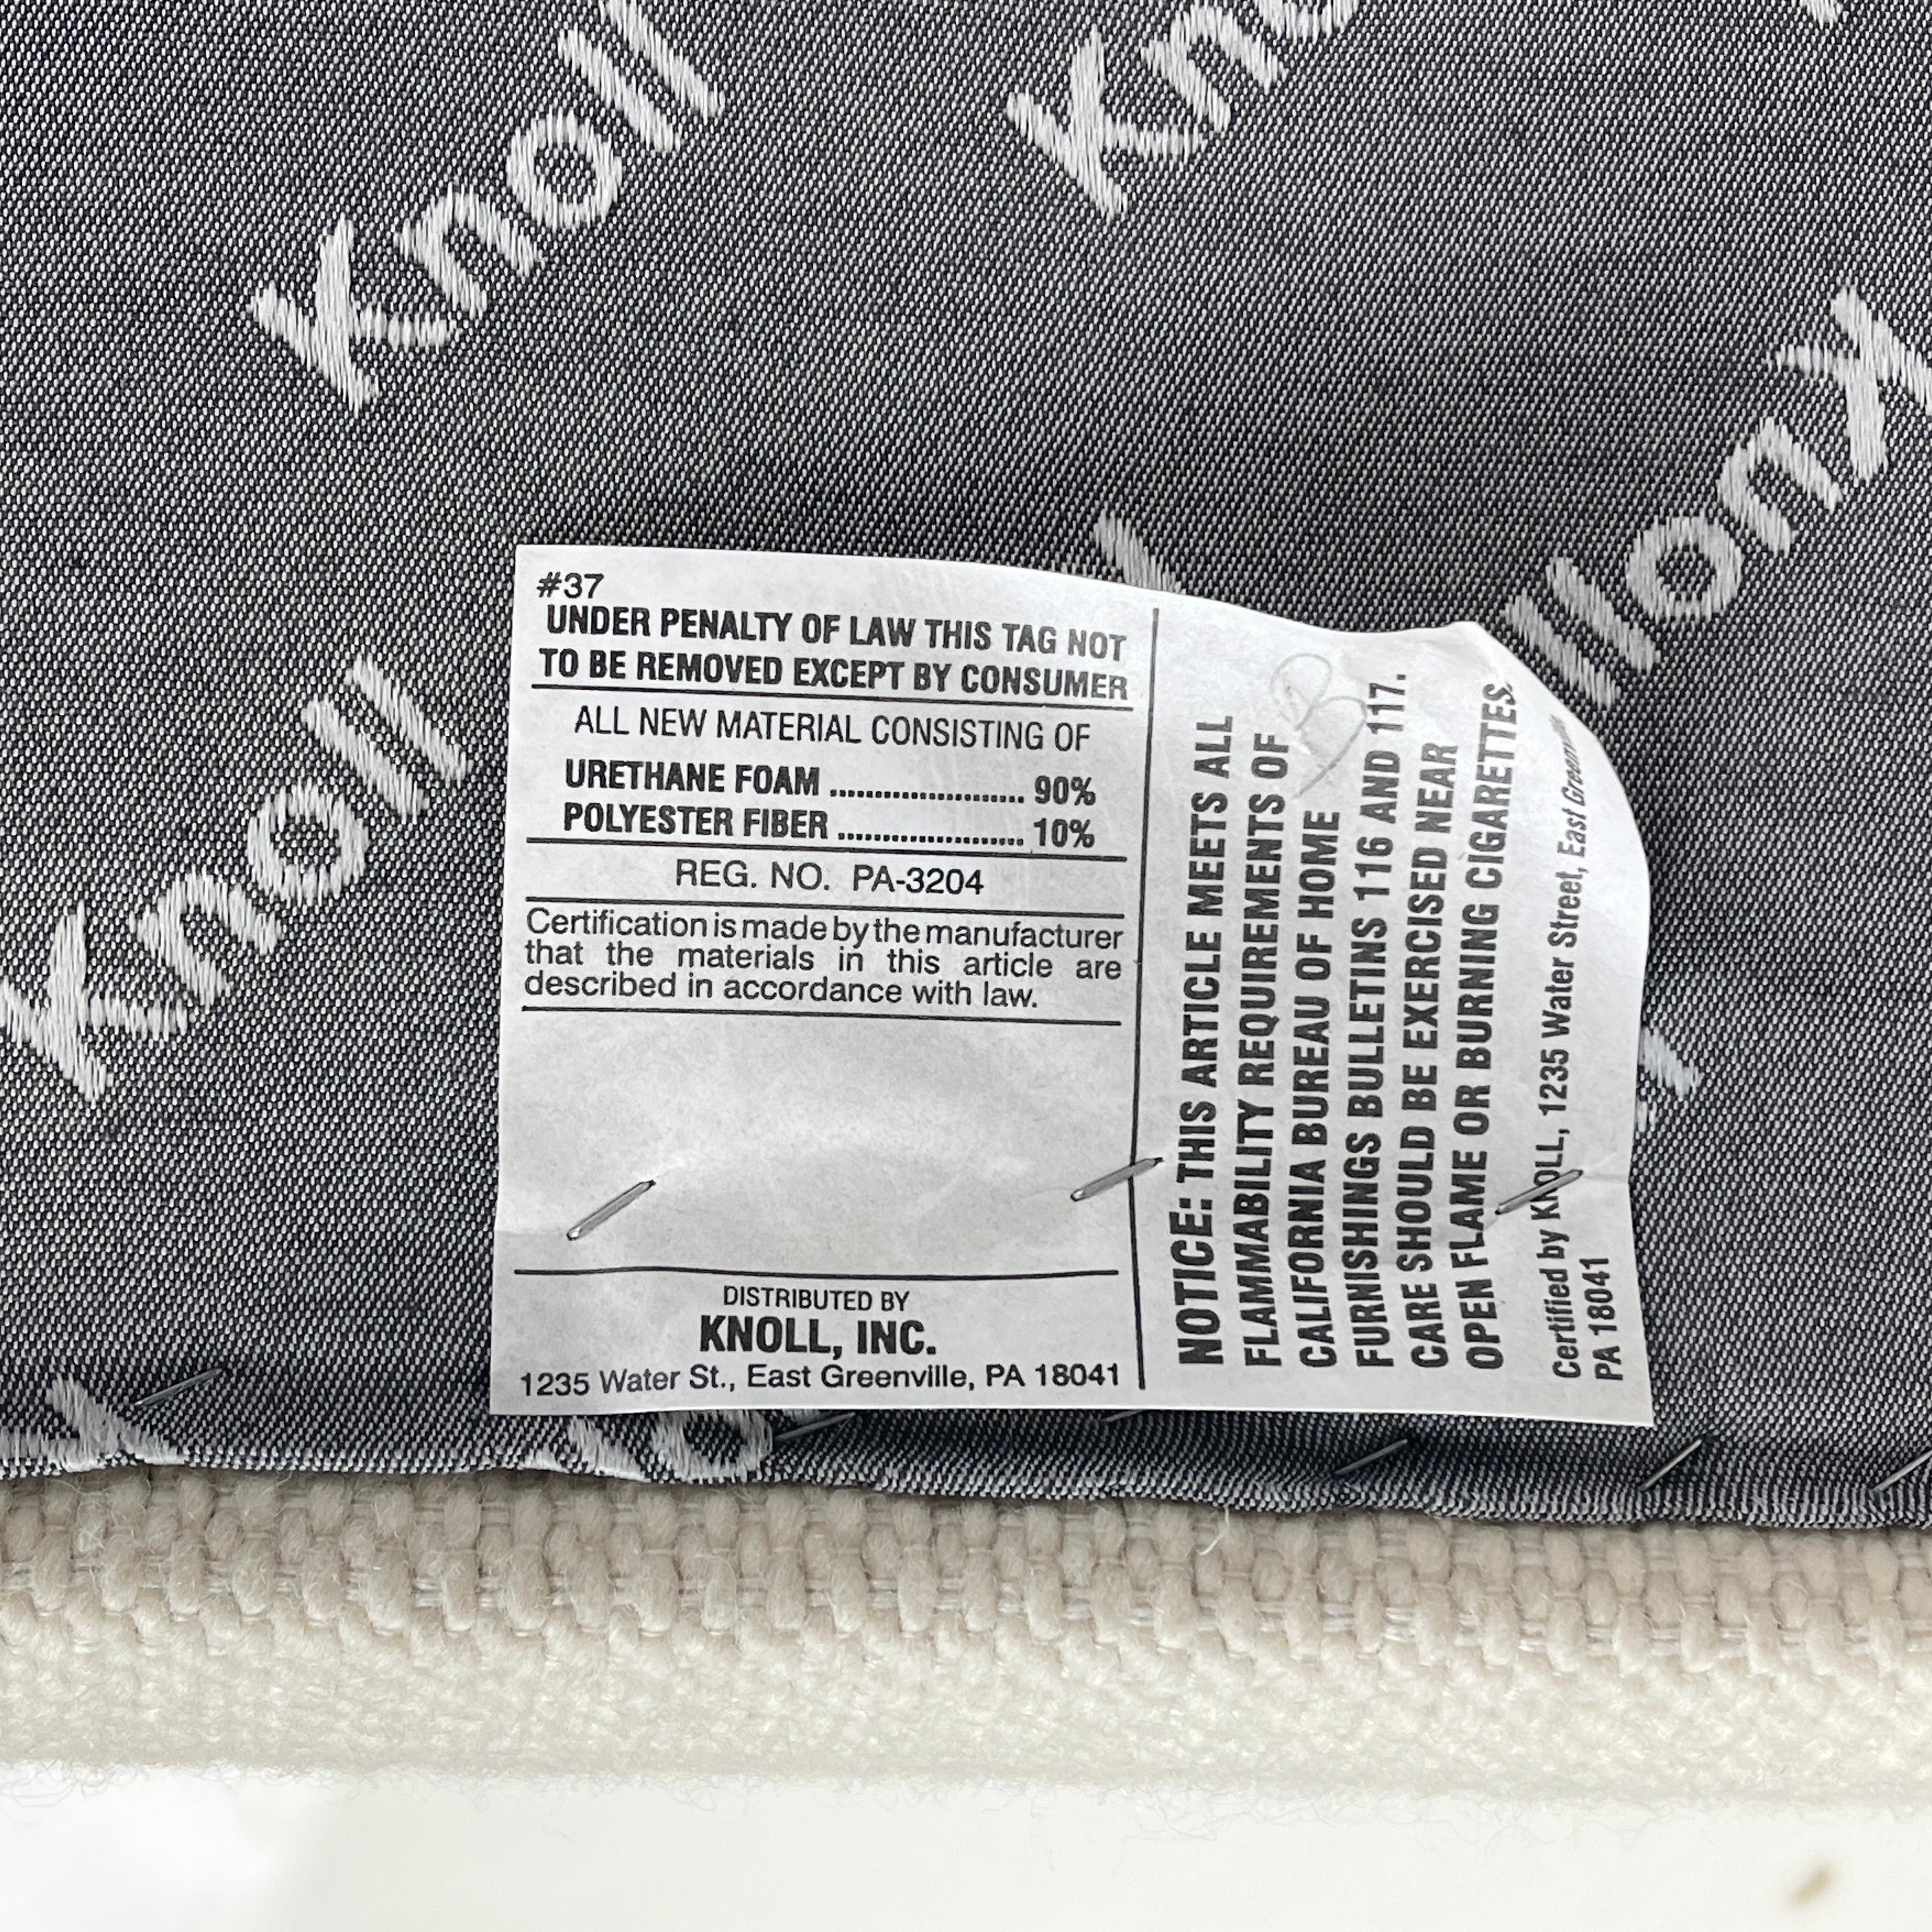 Knoll
Kno
Knoll
Knoll
#37
UNDER PENALTY OF LAW THIS TAG NOT
TO BE REMOVED EXCEPT BY CONSUMER
ALL NEW MATERIAL CONSISTING OF
URETHANE FOAM ........................ 90%
POLYESTER FIBER ....................... 10%
REG. NO. PA-3204
Certification is made by the manufacturer
that the materials in this article are
described in accordance with law.
DISTRIBUTED BY
KNOLL, INC.
1235 Water St., East Greenville, PA 18041
B
NOTICE: THIS ARTICLE MEETS ALL
FLAMMABILITY REQUIREMENTS OF
CALIFORNIA BUREAU OF HOME
FURNISHINGS BULLETINS 116 AND 117.
CARE SHOULD BE EXERCISED NEAR
OPEN FLAME OR BURNING CIGARETTES.
Certified by KNOLL, 1235 Water Street, East Greenville
PA 18041